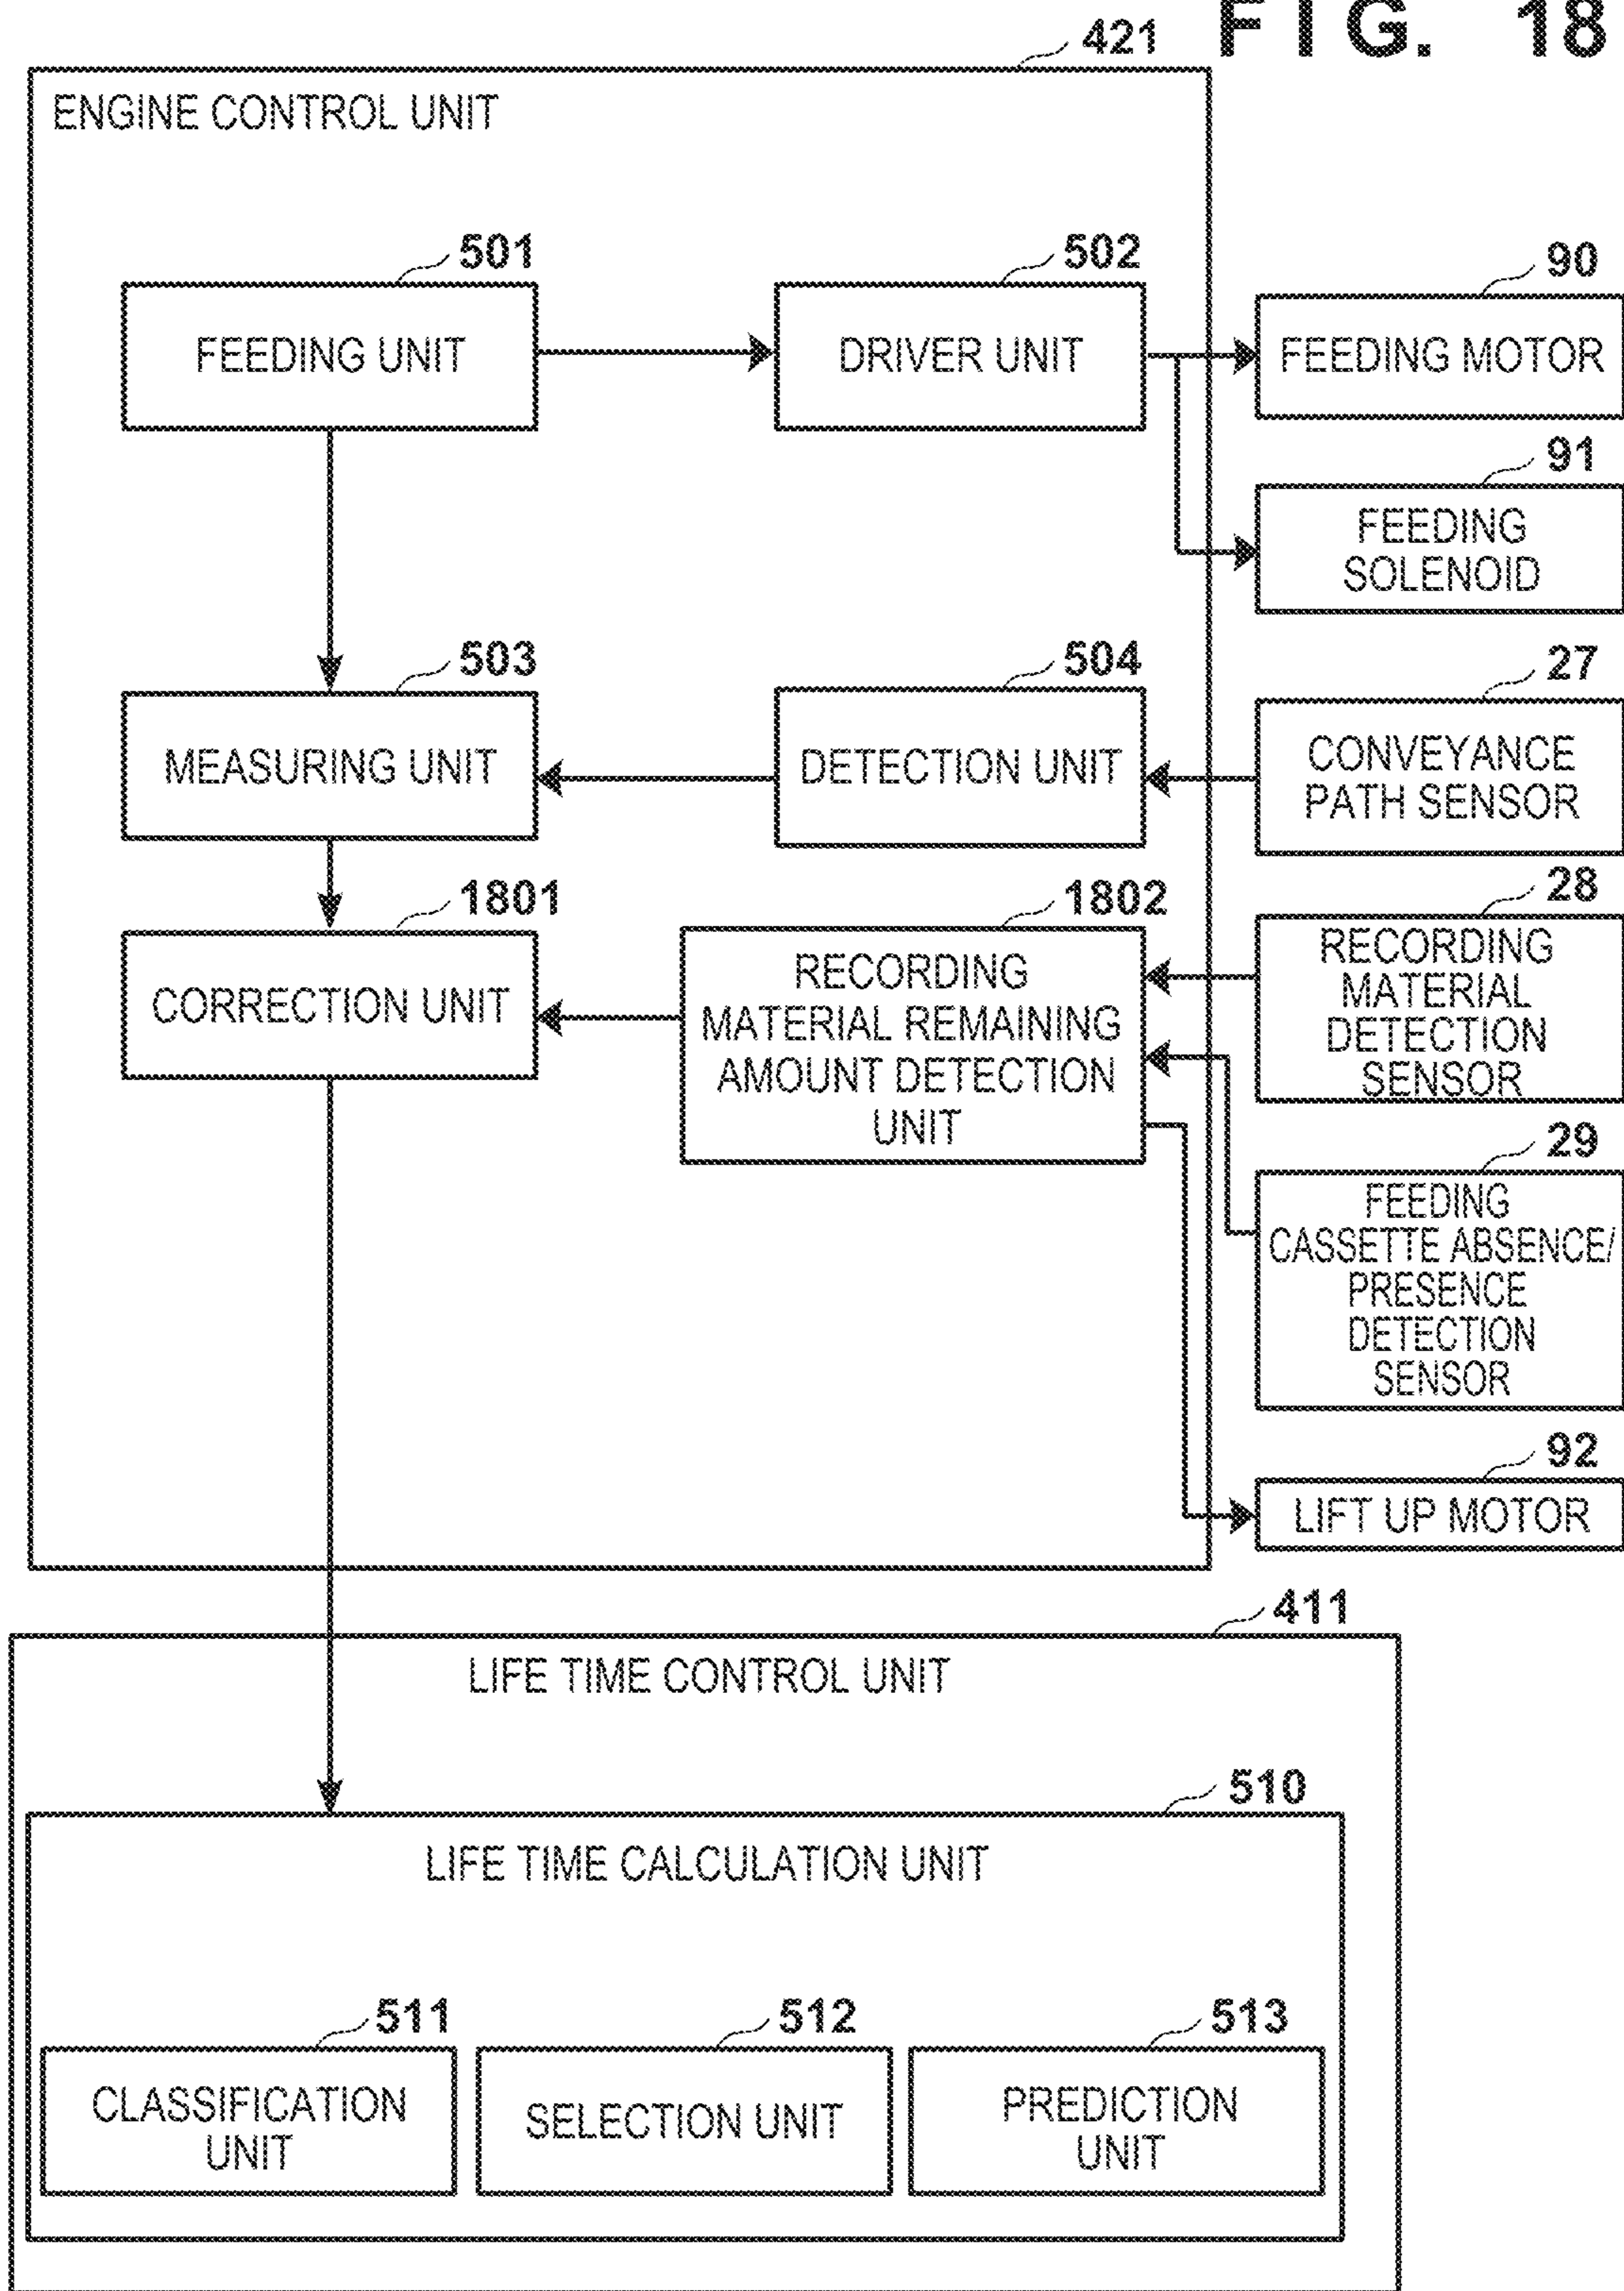 FIG. 18
421
ENGINE CONTROL UNIT
501
FEEDING UNIT
502
DRIVER UNIT
90
FEEDING MOTOR
91
FEEDING
SOLENOID
503
MEASURING UNIT
504
DETECTION UNIT
27
CONVEYANCE
PATH SENSOR
1801
CORRECTION UNIT
1802
RECORDING
MATERIAL REMAINING
AMOUNT DETECTION
UNIT
28
RECORDING
MATERIAL
DETECTION
SENSOR
29
FEEDING
CASSETTE ABSENCE/
PRESENCE
DETECTION
SENSOR
92
LIFT UP MOTOR
411
LIFE TIME CONTROL UNIT
510
LIFE TIME CALCULATION UNIT
511
CLASSIFICATION
UNIT
512
SELECTION UNIT
513
PREDICTION
UNIT